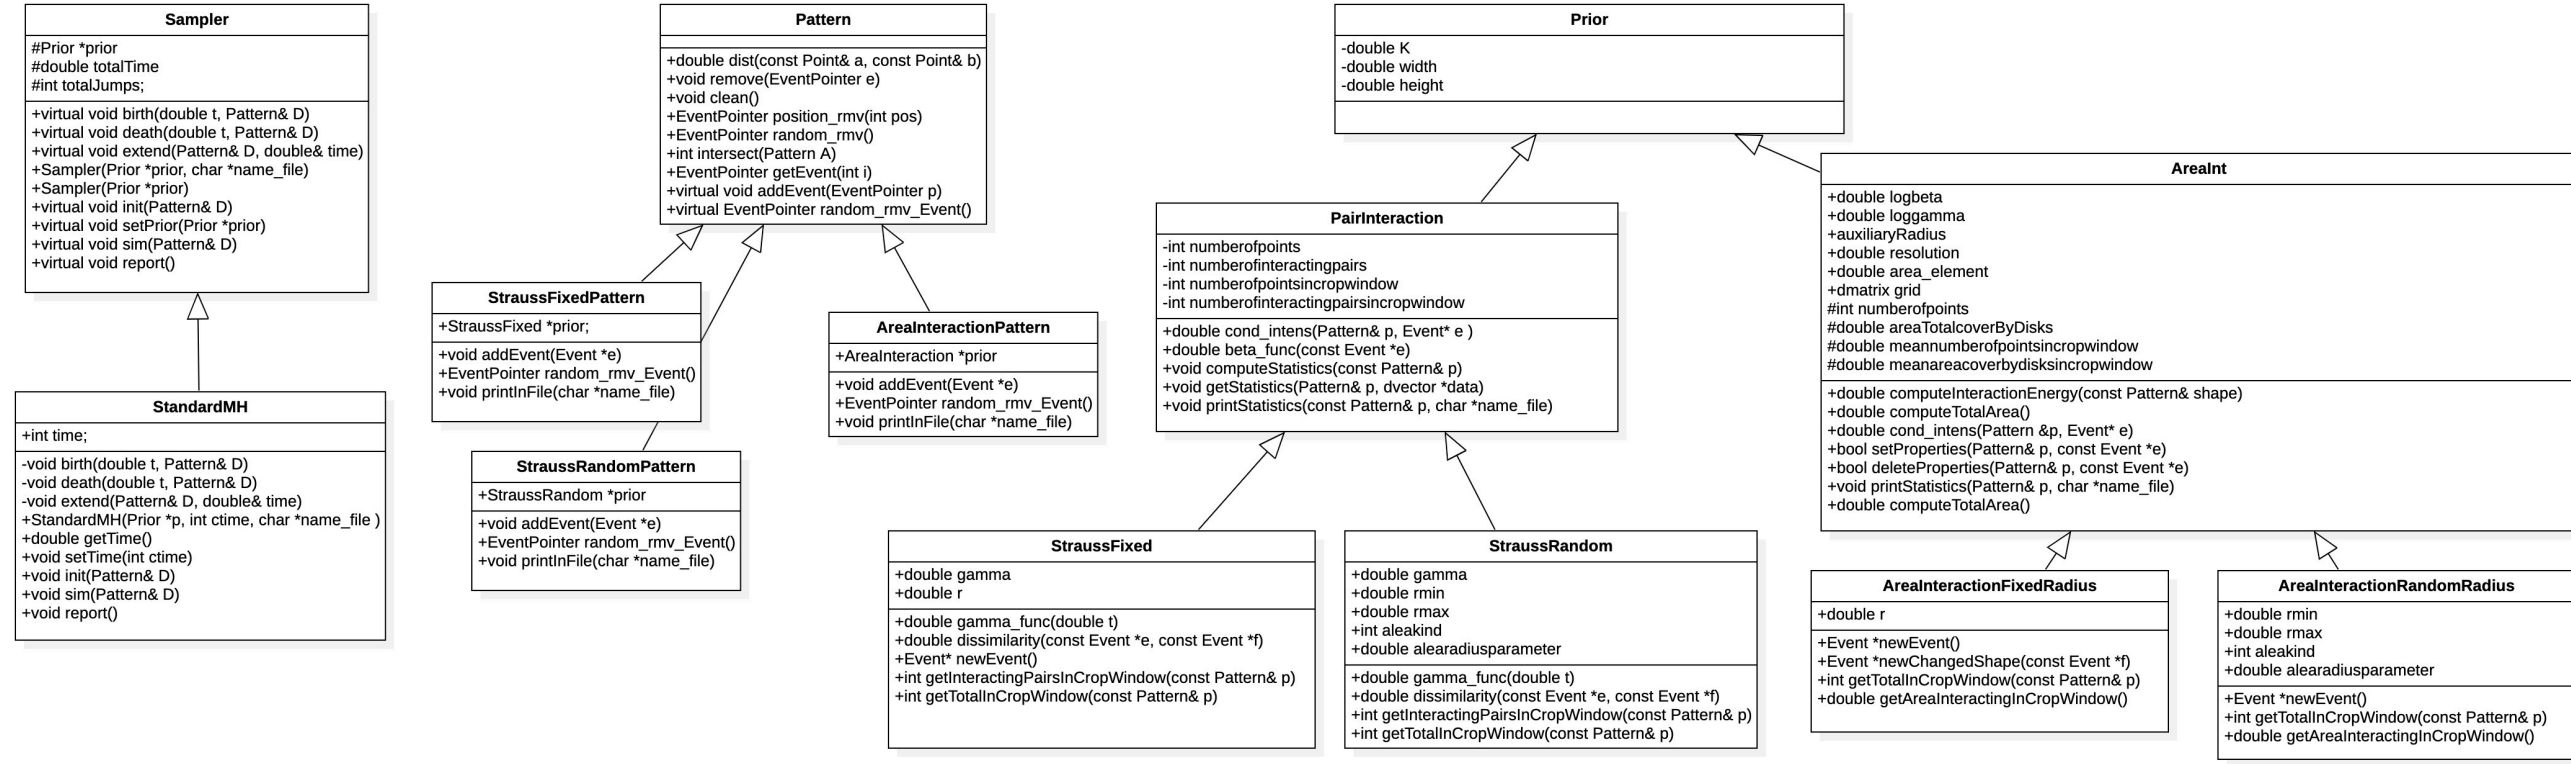 Sampler
#Prior *prior
#double totalTime
#int totalJumps;
+virtual void birth(double t, Pattern& D)
+virtual void death(double t, Pattern& D)
+virtual void extend(Pattern& D, double& time)
+Sampler(Prior *prior, char *name_file)
+Sampler(Prior *prior)
+virtual void init(Pattern& D)
+virtual void setPrior(Prior *prior)
+virtual void sim(Pattern& D)
+virtual void report()
StandardMH
+int time;
-void birth(double t, Pattern& D)
-void death(double t, Pattern& D)
-void extend(Pattern& D, double& time)
+StandardMH(Prior *p, int ctime, char *name_file )
+double getTime()
+void setTime(int ctime)
+void init(Pattern& D)
+void sim(Pattern& D)
+void report()
Pattern
+double dist(const Point& a, const Point& b)
+void remove(EventPointer e)
+void clean()
+EventPointer position_rmv(int pos)
+EventPointer random_rmv()
+int intersect(Pattern A)
+EventPointer getEvent(int i)
+virtual void addEvent(EventPointer p)
+virtual EventPointer random_rmv_Event()
StraussFixedPattern
+StraussFixed *prior;
+void addEvent(Event *e)
+EventPointer random_rmv_Event()
+void printInFile(char *name_file)
StraussRandomPattern
+StraussRandom *prior
+void addEvent(Event *e)
+EventPointer random_rmv_Event()
+void printInFile(char *name_file)
AreaInteractionPattern
+AreaInteraction *prior
+void addEvent(Event *e)
+EventPointer random_rmv_Event()
+void printInFile(char *name_file)
Prior
-double K
-double width
-double height
PairInteraction
-int numberofpoints
-int numberofinteractingpairs
-int numberofpointsincropwindow
-int numberofinteractingpairsincropwindow
+double cond_intens(Pattern& p, Event* e )
+double beta_func(const Event *e)
+void computeStatistics(const Pattern& p)
+void getStatistics(Pattern& p, dvector *data)
+void printStatistics(const Pattern& p, char *name_file)
StraussFixed
+double gamma
+double r
+double gamma_func(double t)
+double dissimilarity(const Event *e, const Event *f)
+Event* newEvent()
+int getInteractingPairsInCropWindow(const Pattern& p)
+int getTotalInCropWindow(const Pattern& p)
StraussRandom
+double gamma
+double rmin
+double rmax
+int aleakind
+double alearadiusparameter
+double gamma_func(double t)
+double dissimilarity(const Event *e, const Event *f)
+int getInteractingPairsInCropWindow(const Pattern& p)
+int getTotalInCropWindow(const Pattern& p)
AreaInt
+double logbeta
+double loggamma
+auxiliaryRadius
+double resolution
+double area_element
+dmatrix grid
#int numberofpoints
#double areaTotalcoverByDisks
#double meannumberofpointsincropwindow
#double meanareacoverbydisksincropwindow
+double computeInteractionEnergy(const Pattern& shape)
+double computeTotalArea()
+double cond_intens(Pattern &p, Event* e)
+bool setProperties(Pattern& p, const Event *e)
+bool deleteProperties(Pattern& p, const Event *e)
+void printStatistics(Pattern& p, char *name_file)
+double computeTotalArea()
AreaInteractionFixedRadius
+double r
+Event *newEvent()
+Event *newChangedShape(const Event *f)
+int getTotalInCropWindow(const Pattern& p)
+double getAreaInteractingInCropWindow()
AreaInteractionRandomRadius
+double rmin
+double rmax
+int aleakind
+double alearadiusparameter
+Event *newEvent()
+int getTotalInCropWindow(const Pattern& p)
+double getAreaInteractingInCropWindow()